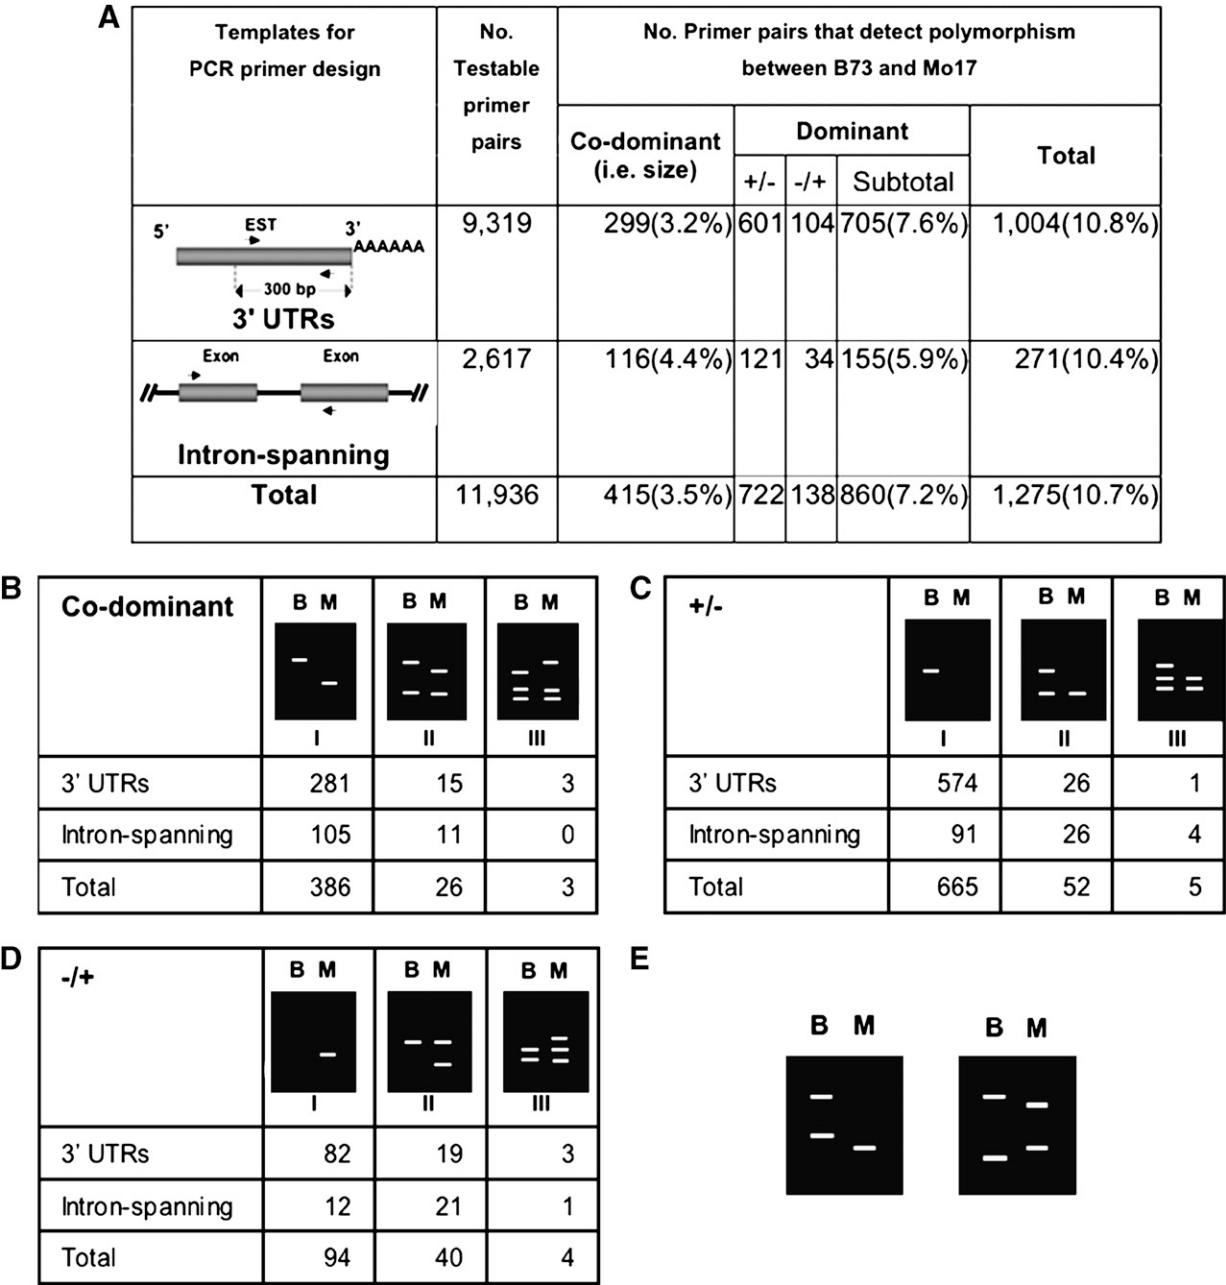 A
Templates for
PCR primer design
No.
Testable
primer
pairs
No. Primer pairs that detect polymorphism
between B73 and Mo17
Co-dominant
(i.e. size)
Dominant
+/- -/+ Subtotal
Total
5' EST 3'
AAAAAA
300 bp
3' UTRs
9,319 299(3.2%) 601 104 705(7.6%) 1,004(10.8%)
Exon Exon
Intron-spanning
2,617 116(4.4%) 121 34 155(5.9%) 271(10.4%)
Total 11,936 415(3.5%) 722 138 860(7.2%) 1,275(10.7%)
B
Co-dominant
B M B M B M
I II III
3' UTRs 281 15 3
Intron-spanning 105 11 0
Total 386 26 3
C
+/-
B M B M B M
I II III
3' UTRs 574 26 1
Intron-spanning 91 26 4
Total 665 52 5
D
-/+
B M B M B M
I II III
3' UTRs 82 19 3
Intron-spanning 12 21 1
Total 94 40 4
E
B M B M